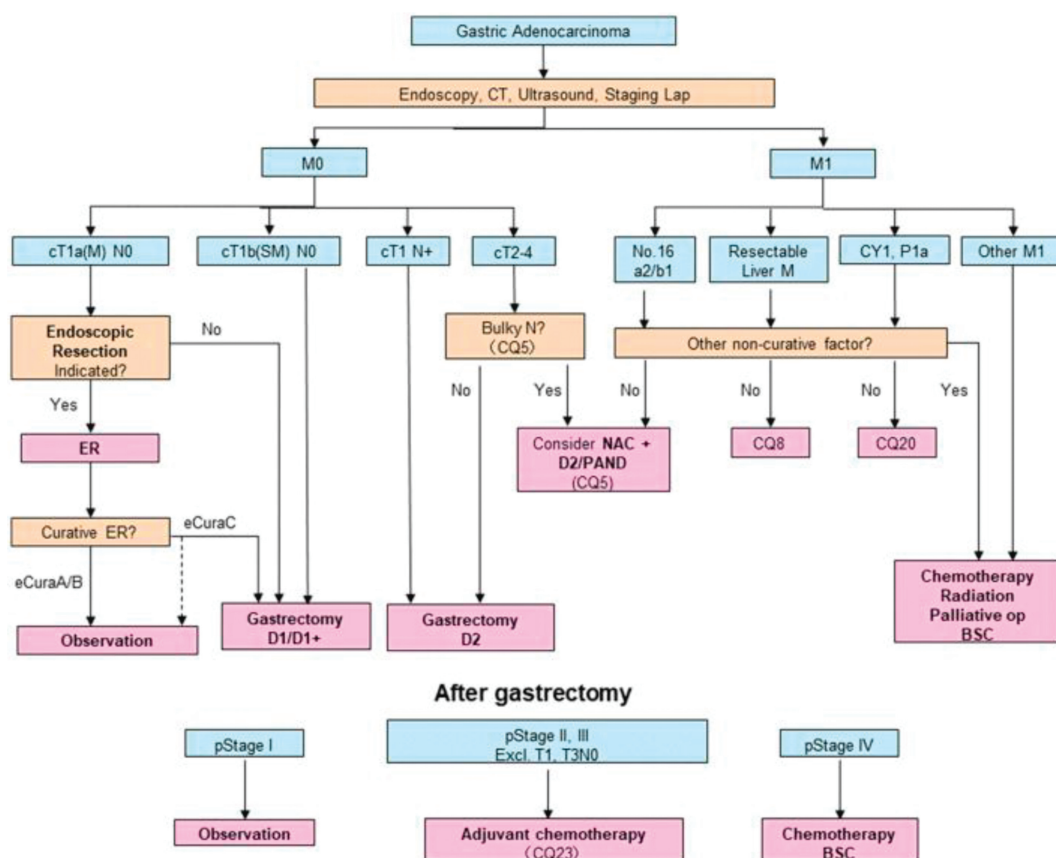 Gastric Adenocarcinoma
Endoscopy, CT, Ultrasound, Staging Lap
M0
M1
cT1a(M) N0
cT1b(SM) N0
cT1 N+
cT2-4
No.16
a2/b1
Resectable
Liver M
CY1, P1a
Other M1
Endoscopic
Resection
Indicated?
No
Bulky N?
(CQ5)
Other non-curative factor?
Yes
No
Yes
No
No
No
Yes
ER
Consider NAC +
D2/PAND
(CQ5)
CQ8
CQ20
Curative ER?
eCuraC
eCuraA/B
Observation
Gastrectomy
D1/D1+
Gastrectomy
D2
Chemotherapy
Radiation
Palliative op
BSC
After gastrectomy
pStage I
pStage II, III
Excl. T1, T3N0
pStage IV
Observation
Adjuvant chemotherapy
(CQ23)
Chemotherapy
BSC